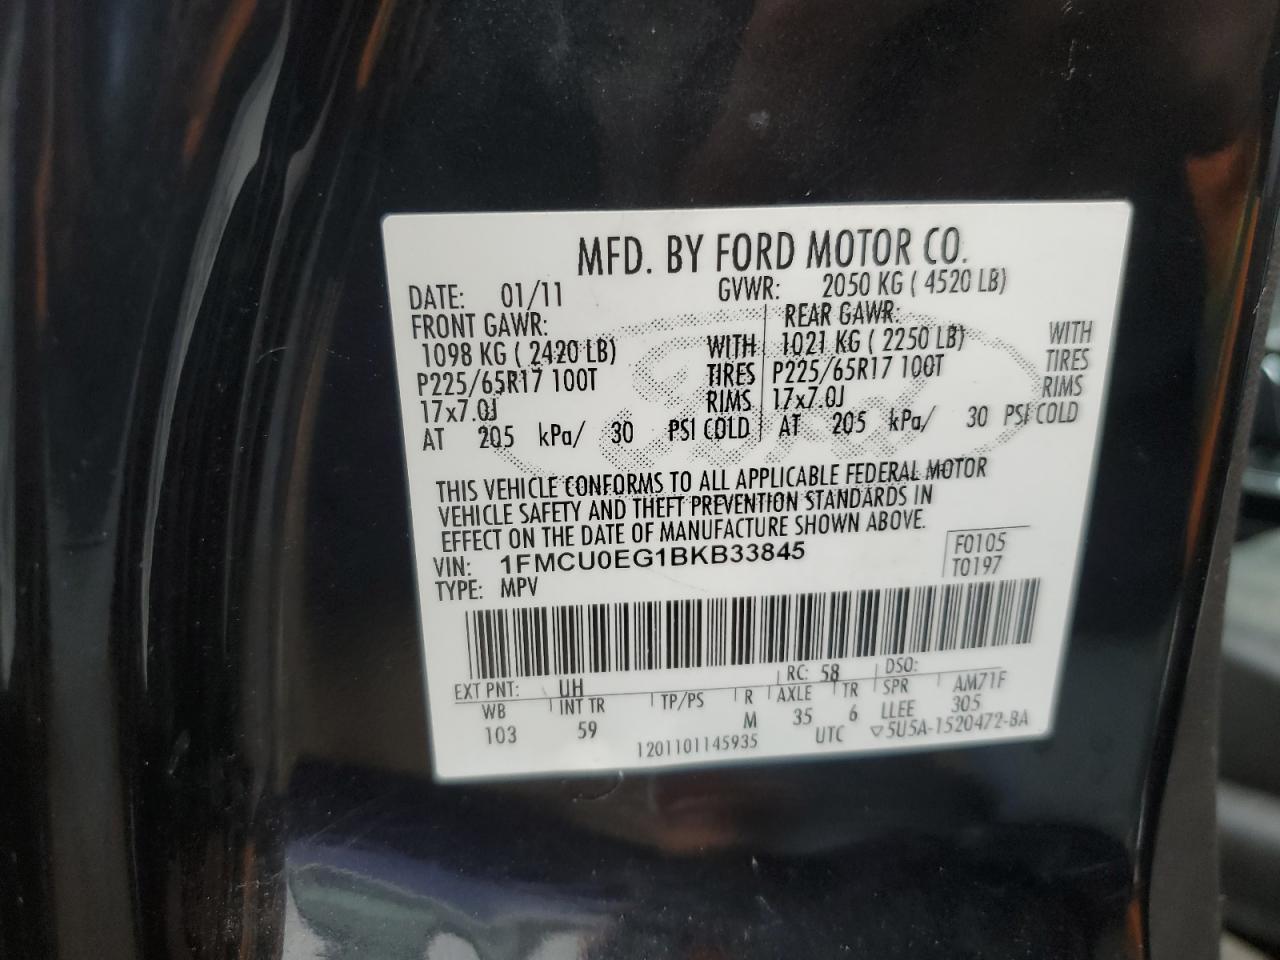 MFD. BY FORD MOTOR CO.
DATE: 01/11 GVWR: 2050 KG ( 4520 LB)
FRONT GAWR: REAR GAWR:
1098 KG ( 2420 LB) WITH 1021 KG ( 2250 LB) WITH
P225/65R17 100T TIRES P225/65R17 100T TIRES
17x7.0J RIMS 17x7.0J RIMS
AT 205 kPa/ 30 PSI COLD AT 205 kPa/ 30 PSI COLD
THIS VEHICLE CONFORMS TO ALL APPLICABLE FEDERAL MOTOR
VEHICLE SAFETY AND THEFT PREVENTION STANDARDS IN
EFFECT ON THE DATE OF MANUFACTURE SHOWN ABOVE.
VIN: 1FMCU0EG1BKB33845 F0105
TYPE: MPV T0197
EXT PNT: UH RC: 58 DSO:
WB INT TR TP/PS R AXLE TR SPR AM71F
103 59 M 35 6 LLEE 305
1201101145935 UTC ▽5U5A-1520472-BA